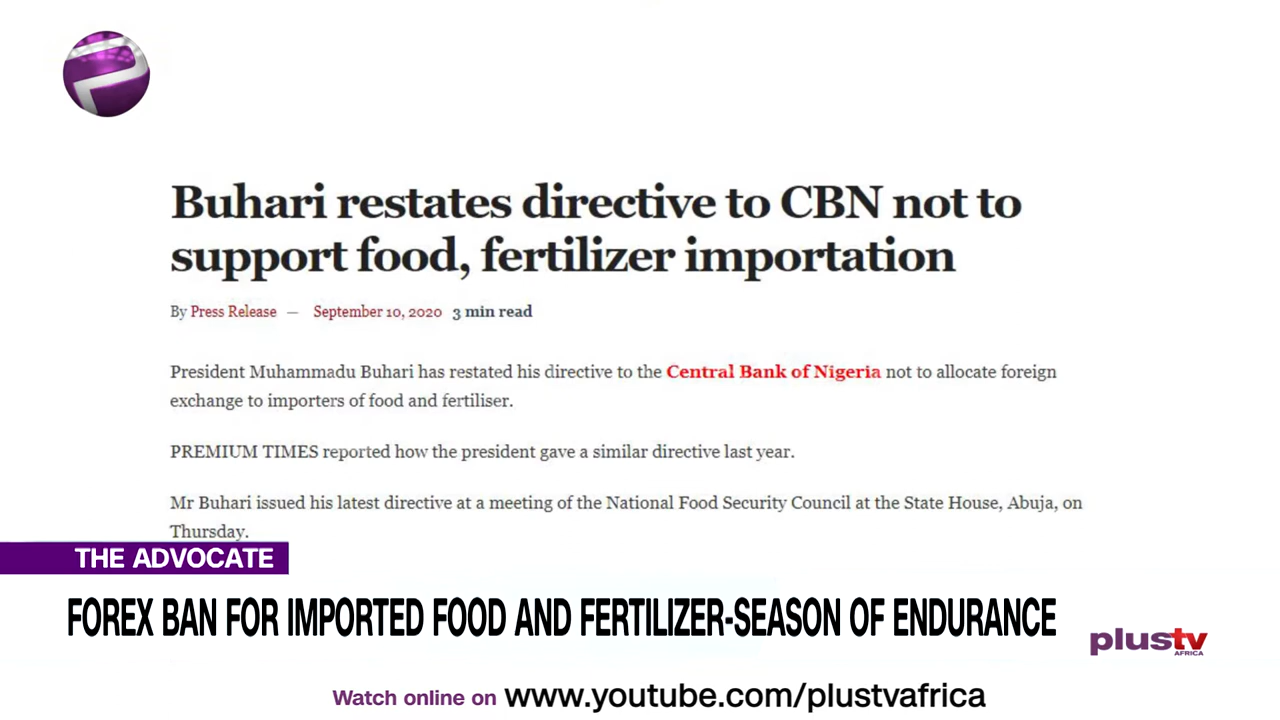 Buhari restates directive to CBN not to
support food, fertilizer importation
By Press Release — September 10, 2020 3 min read
President Muhammadu Buhari has restated his directive to the Central Bank of Nigeria not to allocate foreign
exchange to importers of food and fertiliser.
PREMIUM TIMES reported how the president gave a similar directive last year.
Mr Buhari issued his latest directive at a meeting of the National Food Security Council at the State House, Abuja, on
Thursday.
THE ADVOCATE
FOREX BAN FOR IMPORTED FOOD AND FERTILIZER-SEASON OF ENDURANCE
plustv
AFRICA
Watch online on www.youtube.com/plustvafrica